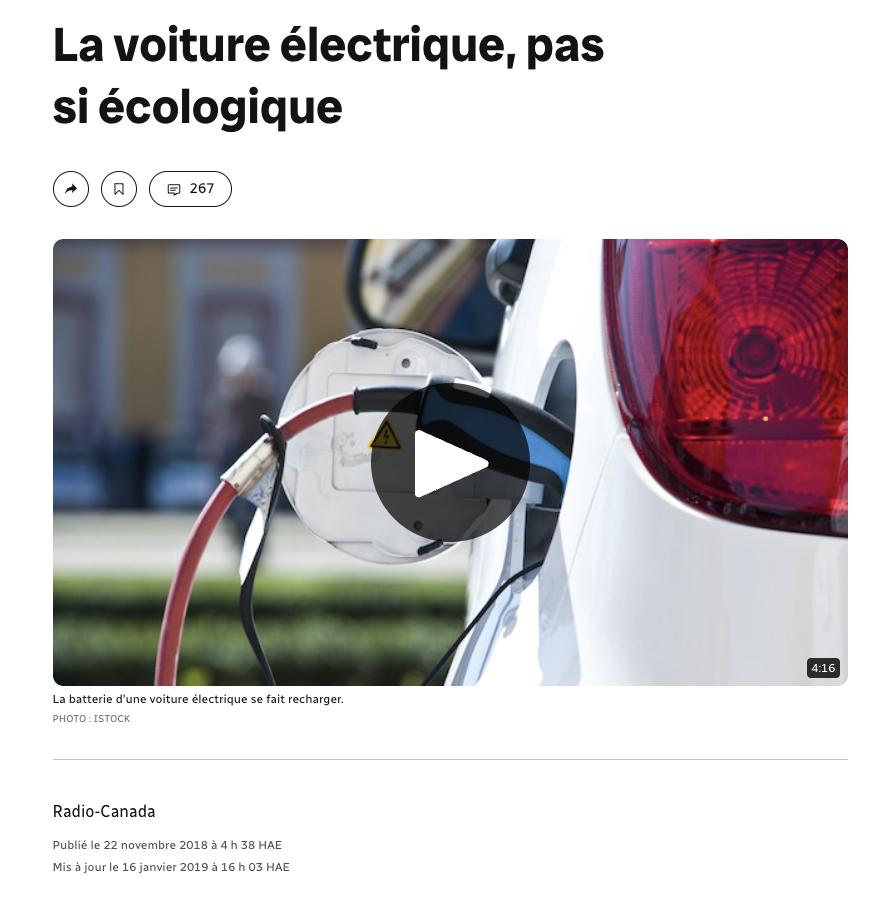 La voiture électrique, pas
si écologique
267
4:16
La batterie d'une voiture électrique se fait recharger.
PHOTO : ISTOCK
Radio-Canada
Publié le 22 novembre 2018 à 4 h 38 HAE
Mis à jour le 16 janvier 2019 à 16 h 03 HAE